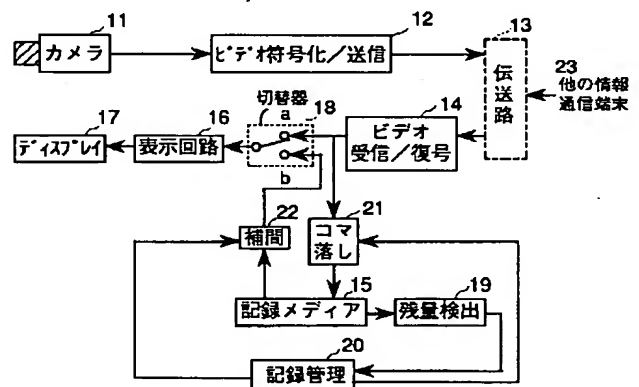 11
カメラ
12
ビデオ符号化/送信
13
伝送路
23
他の情報
通信端末
14
ビデオ
受信/復号
切替器
18
a
b
16
表示回路
17
ディスプレイ
22
補間
21
コマ
落し
15
記録メディア
19
残量検出
20
記録管理